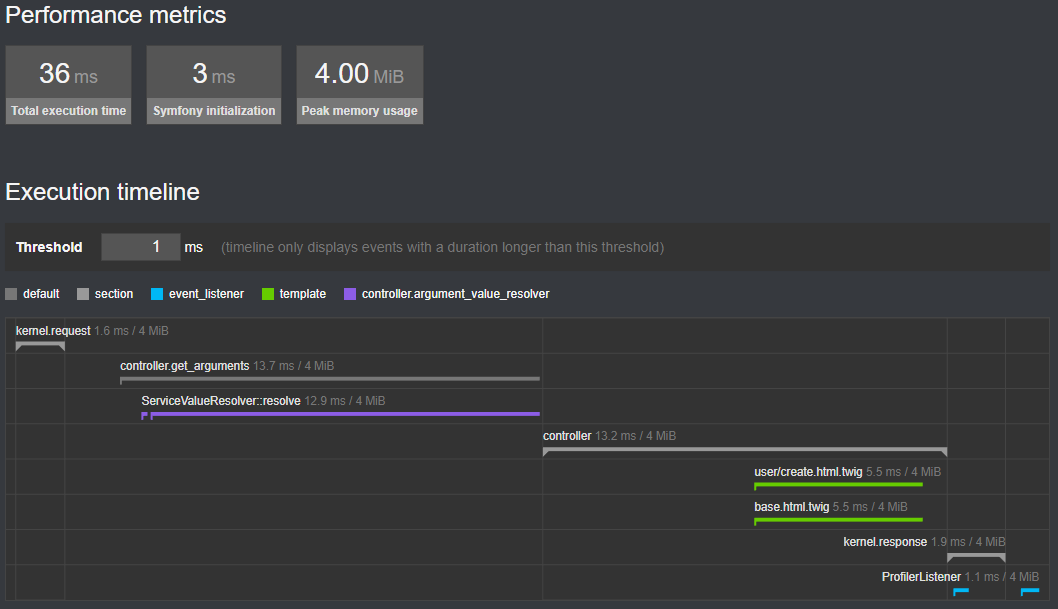 Performance metrics
36 ms
Total execution time
3 ms
Symfony initialization
4.00 MiB
Peak memory usage
Execution timeline
Threshold 1 ms (timeline only displays events with a duration longer than this threshold)
default section event_listener template controller.argument_value_resolver
kernel.request 1.6 ms / 4 MiB
controller.get_arguments 13.7 ms / 4 MiB
ServiceValueResolver::resolve 12.9 ms / 4 MiB
controller 13.2 ms / 4 MiB
user/create.html.twig 5.5 ms / 4 MiB
base.html.twig 5.5 ms / 4 MiB
kernel.response 1.9 ms / 4 MiB
ProfilerListener 1.1 ms / 4 MiB